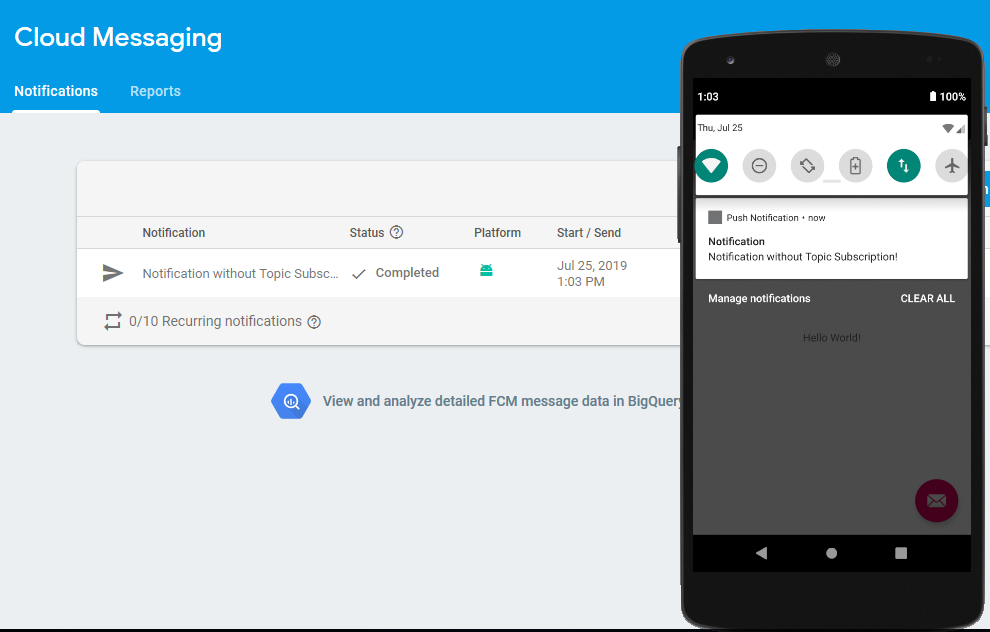 Cloud Messaging
Notifications Reports
Notification Status Platform Start / Send
Notification without Topic Subsc... Completed Jul 25, 2019
1:03 PM
0/10 Recurring notifications
View and analyze detailed FCM message data in BigQuery
1:03 100%
Thu, Jul 25
Push Notification • now
Notification
Notification without Topic Subscription!
Manage notifications CLEAR ALL
Hello World!